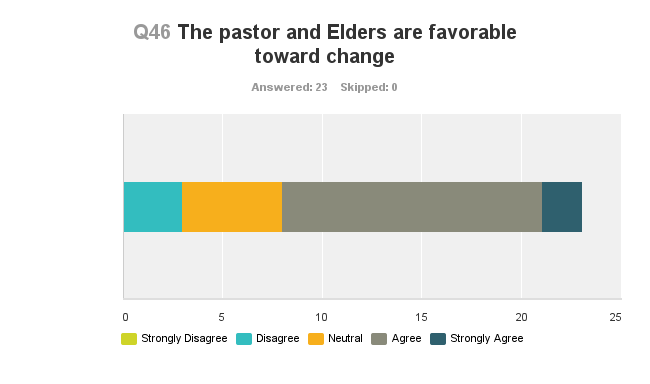 Q46 The pastor and Elders are favorable
toward change
Answered: 23 Skipped: 0
0 5 10 15 20 25
Strongly Disagree Disagree Neutral Agree Strongly Agree